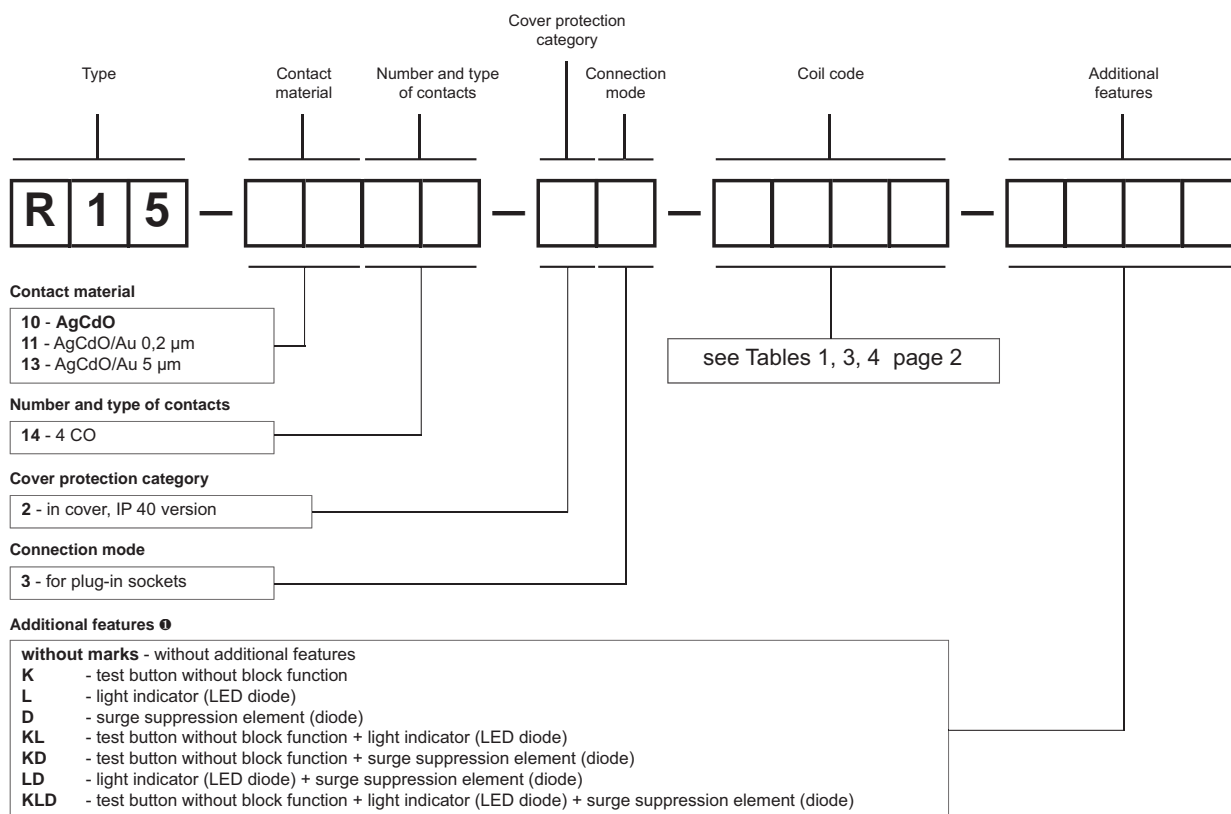 Cover protection
category
Type
Contact
material
Number and type
of contacts
Connection
mode
Coil code
Additional
features
R 1 5 – – – –
Contact material
10 - AgCdO
11 - AgCdO/Au 0,2 µm
13 - AgCdO/Au 5 µm
see Tables 1, 3, 4 page 2
Number and type of contacts
14 - 4 CO
Cover protection category
2 - in cover, IP 40 version
Connection mode
3 - for plug-in sockets
Additional features ❶
without marks - without additional features
K - test button without block function
L - light indicator (LED diode)
D - surge suppression element (diode)
KL - test button without block function + light indicator (LED diode)
KD - test button without block function + surge suppression element (diode)
LD - light indicator (LED diode) + surge suppression element (diode)
KLD - test button without block function + light indicator (LED diode) + surge suppression element (diode)